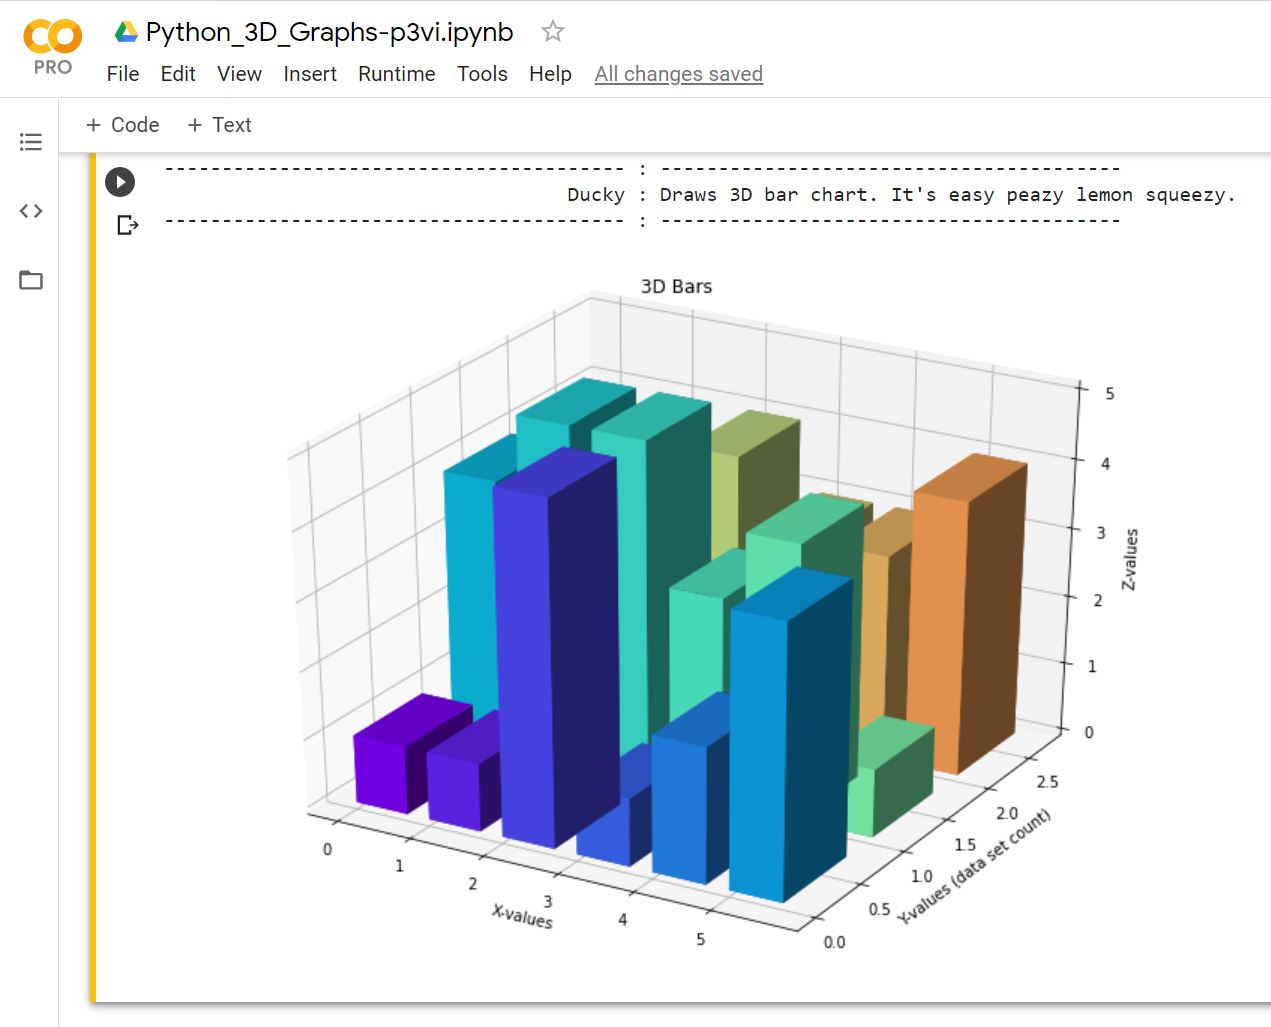 Python_3D_Graphs-p3vi.ipynb
PRO
File Edit View Insert Runtime Tools Help All changes saved
+ Code + Text
---------------------------------------- : ----------------------------------------
Ducky : Draws 3D bar chart. It's easy peazy lemon squeezy.
---------------------------------------- : ----------------------------------------
3D Bars
5
4
3
2
1
0
Z-values
2.5
2.0
1.5
1.0
0.5
0.0
Y-values (data set count)
0
1
2
3
4
5
X-values